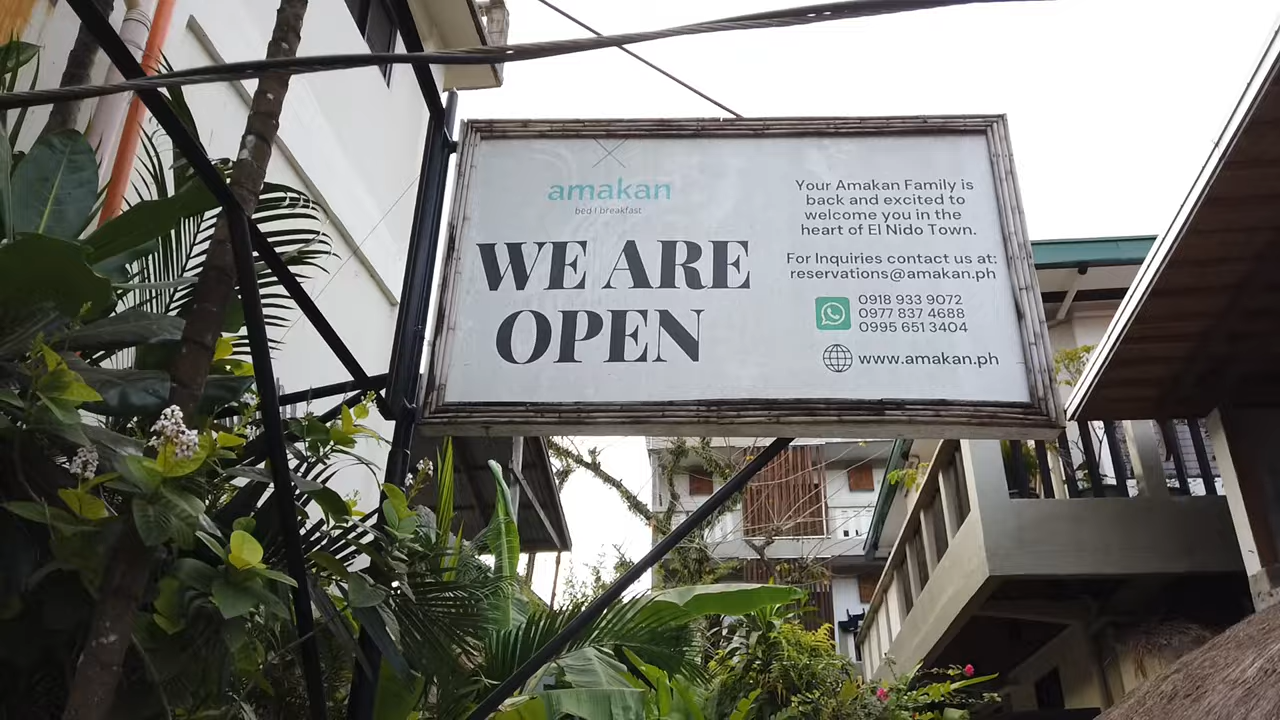 amakan
bed | breakfast
WE ARE
OPEN
Your Amakan Family is
back and excited to
welcome you in the
heart of El Nido Town.
For Inquiries contact us at:
reservations@amakan.ph
0918 933 9072
0977 837 4688
0995 651 3404
www.amakan.ph